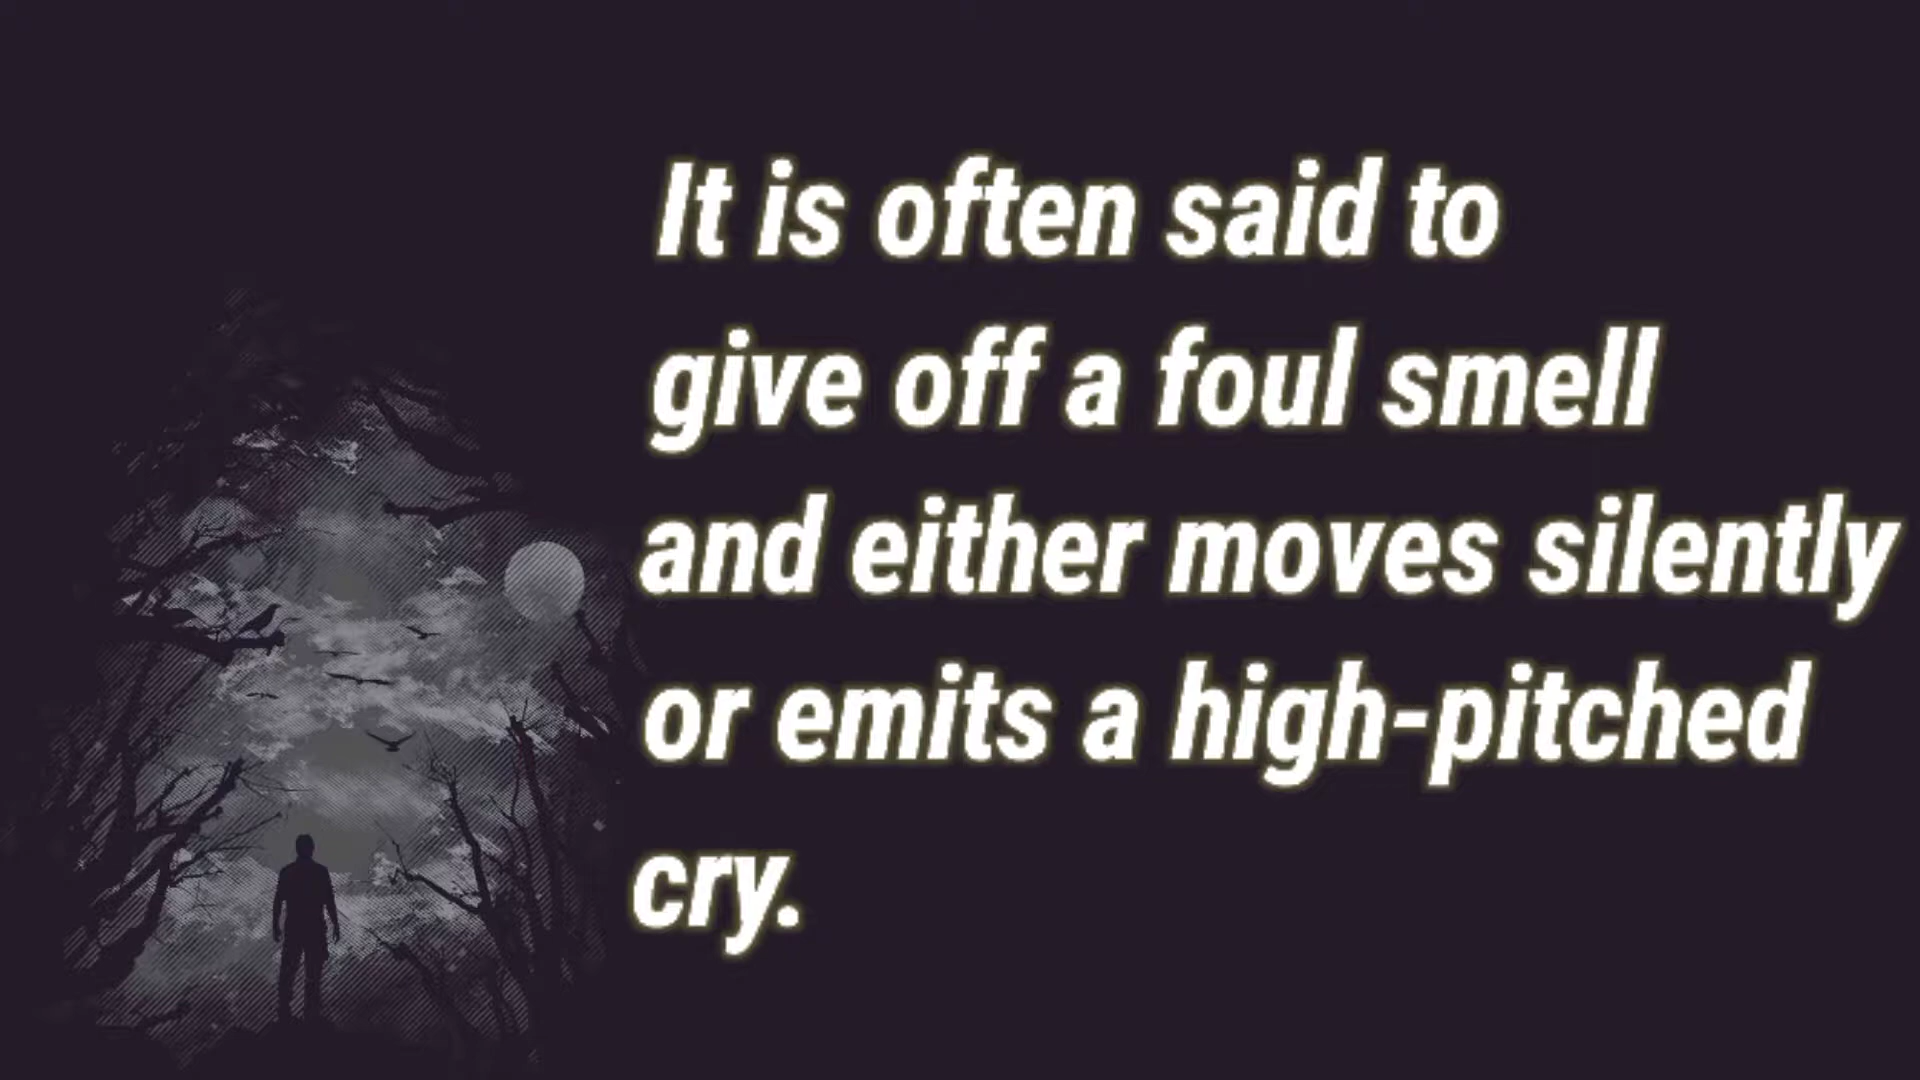 It is often said to
give off a foul smell
and either moves silently
or emits a high-pitched
cry.